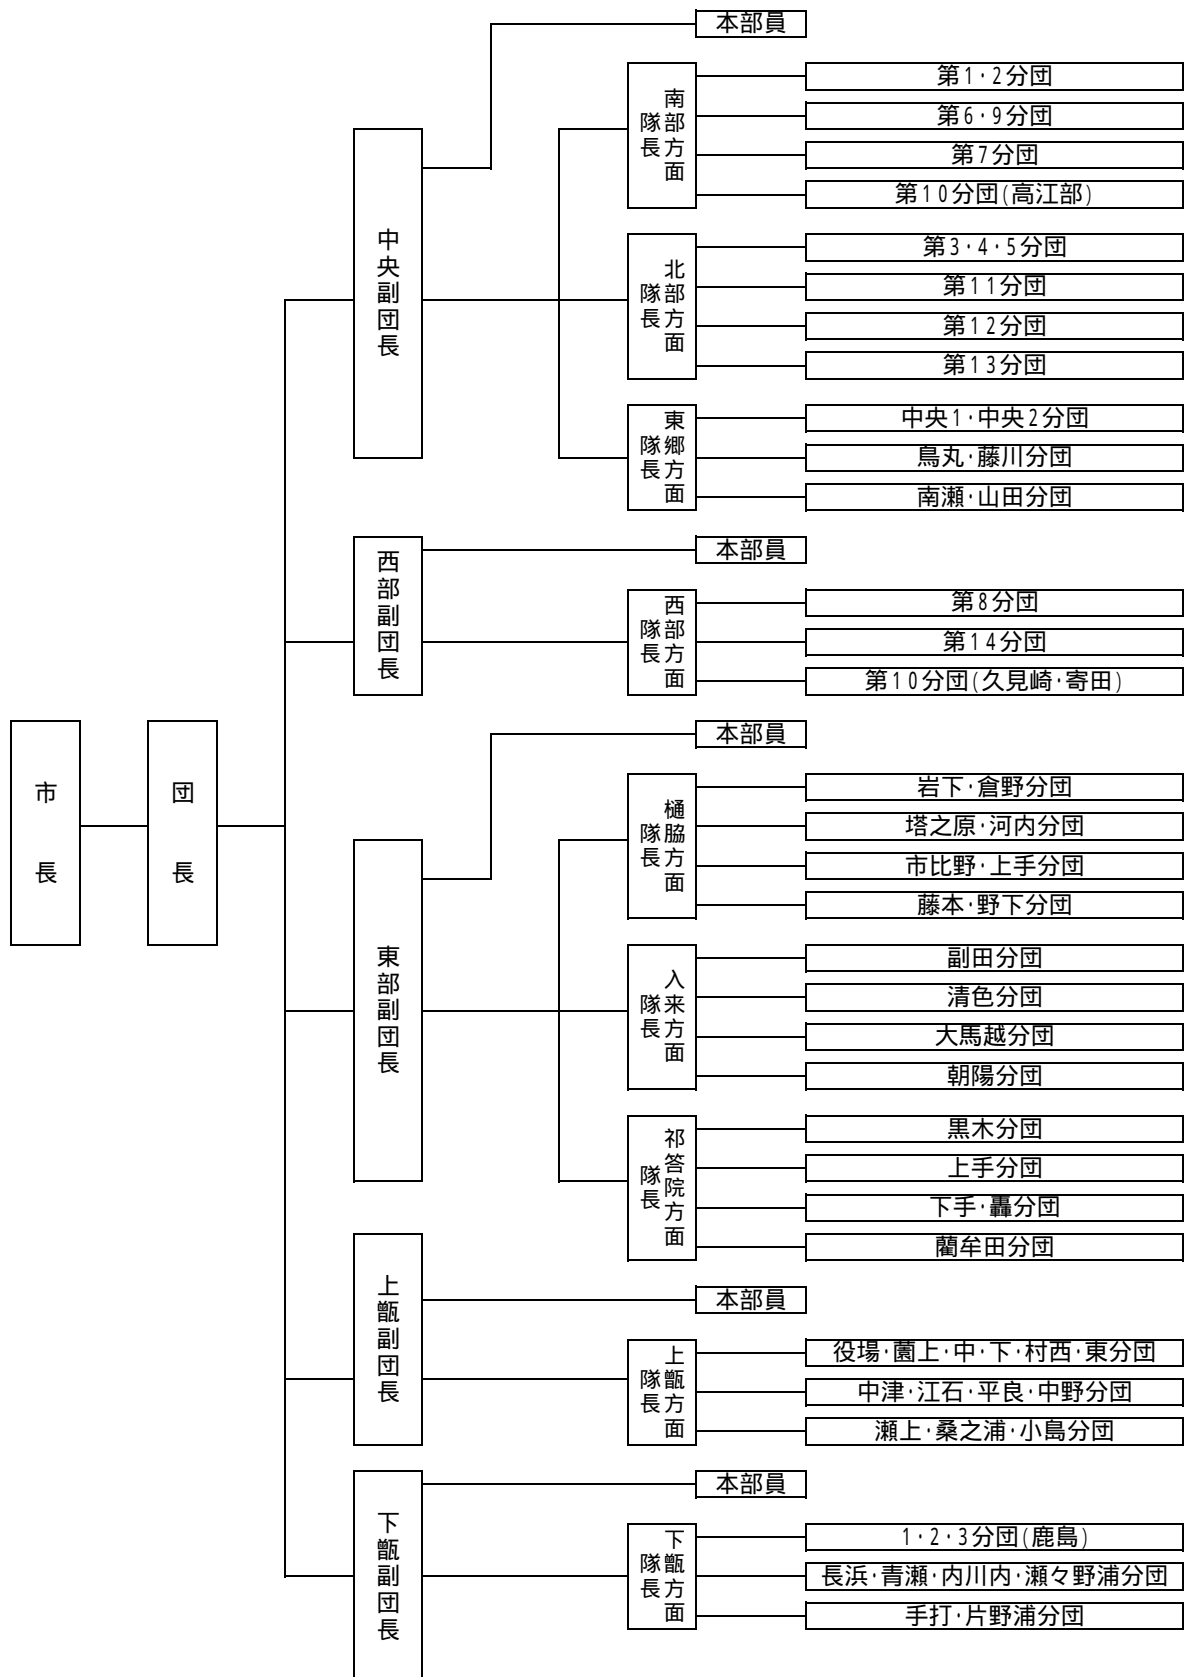 市長
団長
中央副団長
本部員
南部方面
隊長
第1・2分団
第6・9分団
第7分団
第10分団(高江部)
北部方面
隊長
第3・4・5分団
第11分団
第12分団
第13分団
東郷方面
隊長
中央1・中央2分団
鳥丸・藤川分団
南瀬・山田分団
西部副団長
本部員
西部方面
隊長
第8分団
第14分団
第10分団(久見崎・寄田)
東部副団長
本部員
樋脇方面
隊長
岩下・倉野分団
塔之原・河内分団
市比野・上手分団
藤本・野下分団
入来方面
隊長
副田分団
清色分団
大馬越分団
朝陽分団
祁答院方面
隊長
黒木分団
上手分団
下手・轟分団
藺牟田分団
上甑副団長
本部員
上甑方面
隊長
役場・薗上・中・下・村西・東分団
中津・江石・平良・中野分団
瀬上・桑之浦・小島分団
下甑副団長
本部員
下甑方面
隊長
1・2・3分団(鹿島)
長浜・青瀬・内川内・瀬々野浦分団
手打・片野浦分団